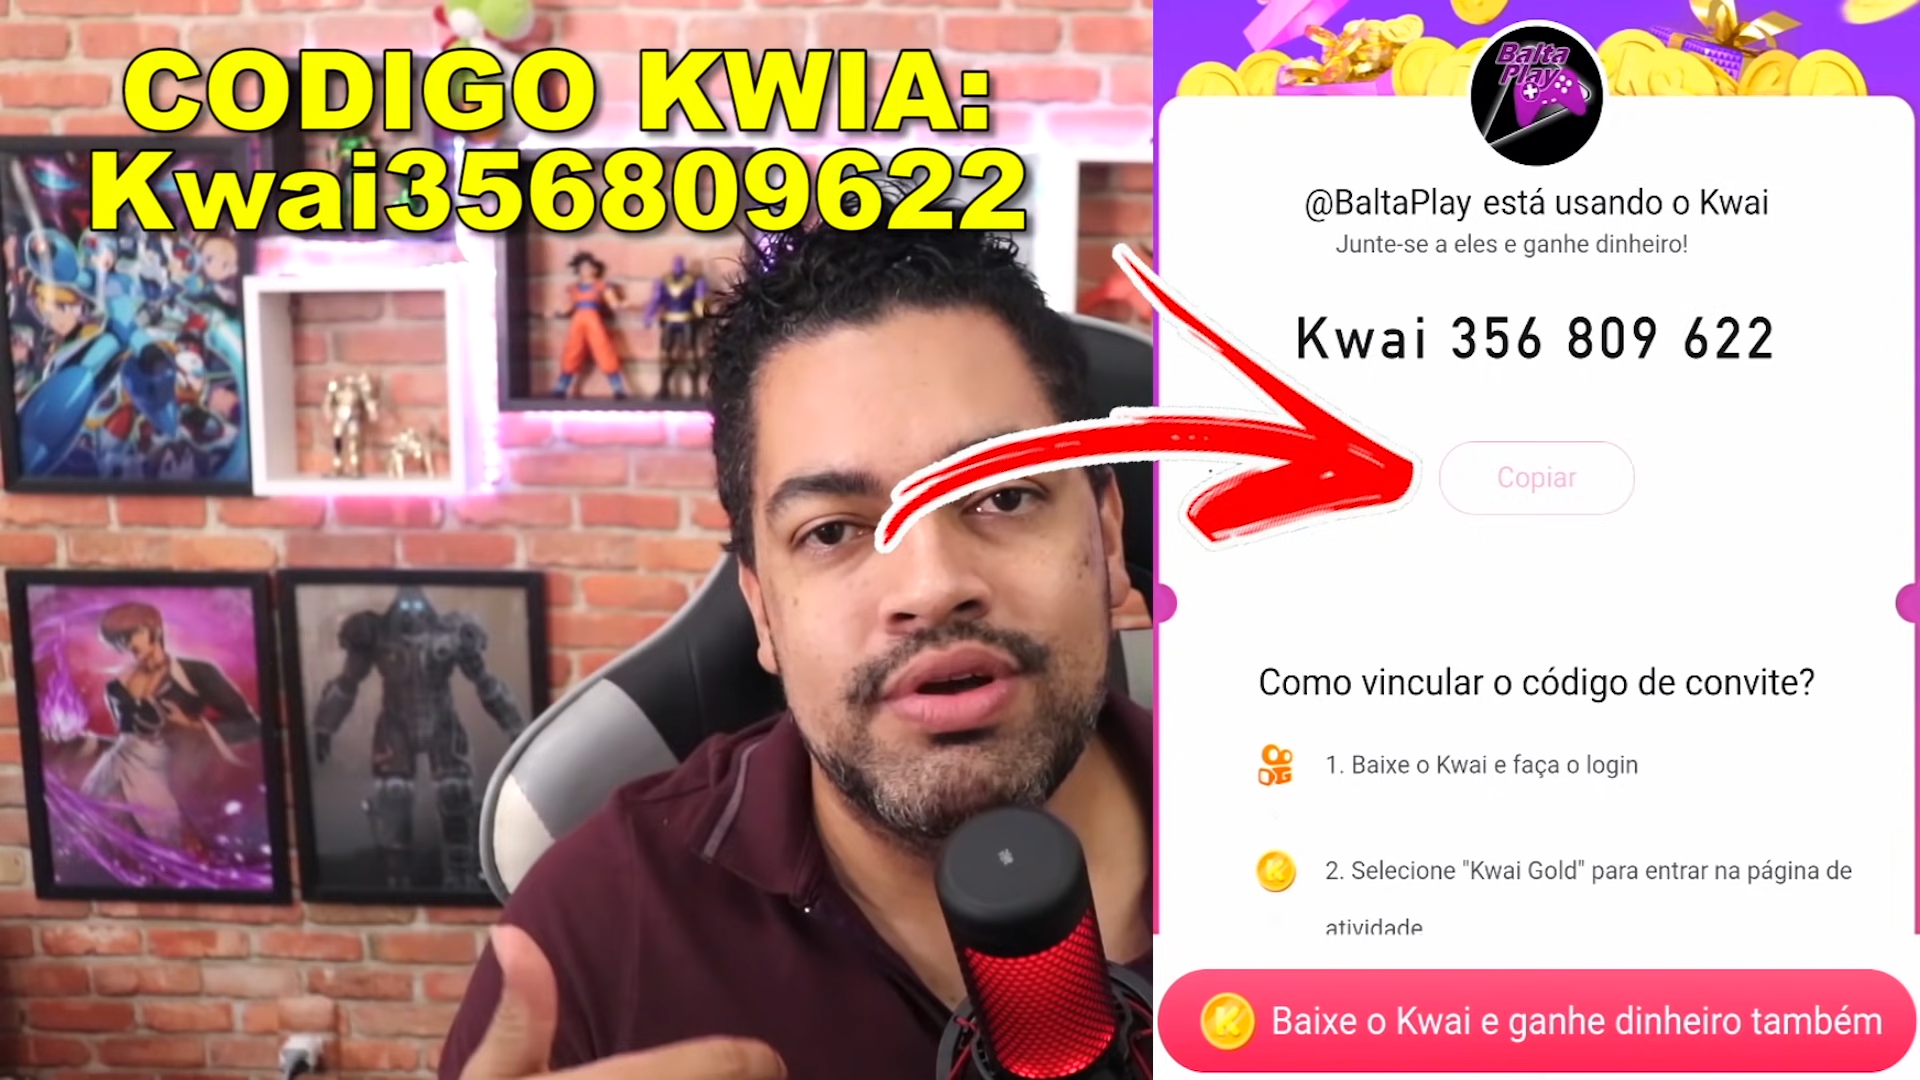 CODIGO KWIA:
Kwai356809622
Balta
Play
@BaltaPlay está usando o Kwai
Junte-se a eles e ganhe dinheiro!
Kwai 356 809 622
Copiar
Como vincular o código de convite?
1. Baixe o Kwai e faça o login
2. Selecione "Kwai Gold" para entrar na página de
atividade
Baixe o Kwai e ganhe dinheiro também